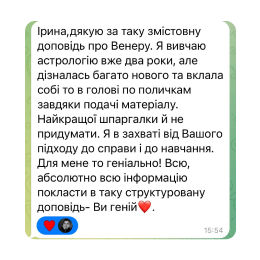 Ірина,дякую за таку змістовну
доповідь про Венеру. Я вивчаю
астрологію вже два роки, але
дізналась багато нового та вклала
собі то в голові по поличкам
завдяки подачі матеріалу.
Найкращої шпаргалки й не
придумати. Я в захваті від Вашого
підходу до справи і до навчання.
Для мене то геніально! Всю,
абсолютно всю інформацію
покласти в таку структуровану
доповідь- Ви геній❤️.
15:54